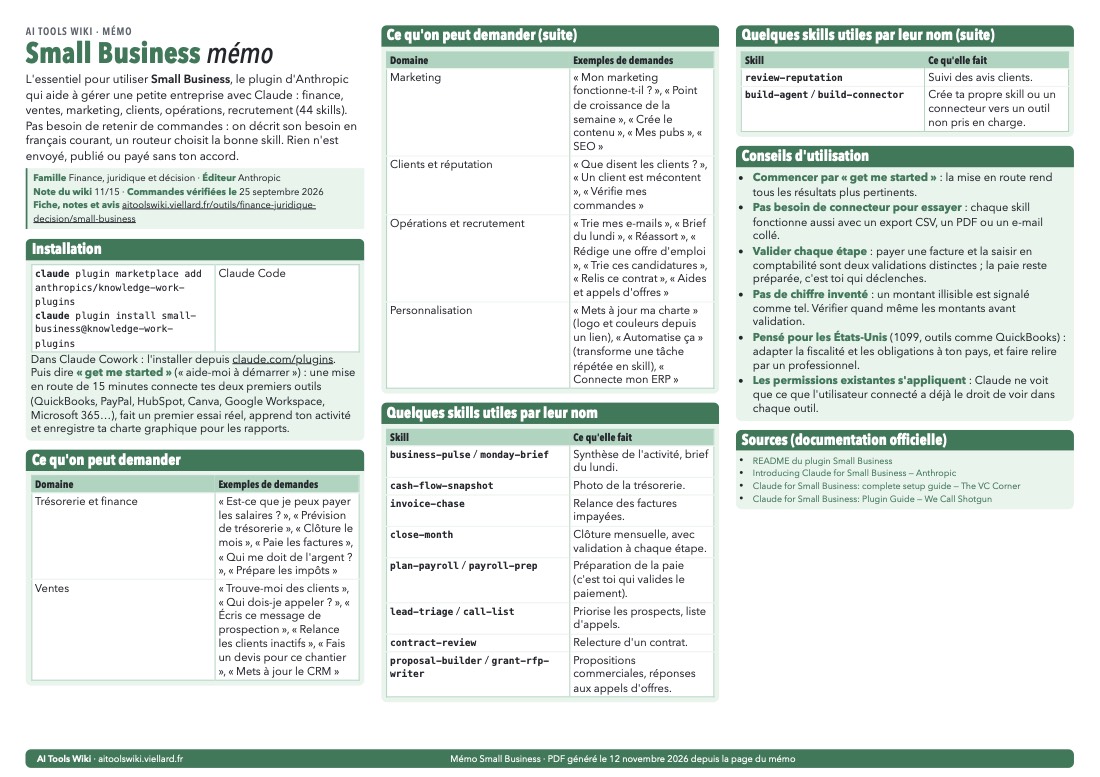 AI TOOLS WIKI · MÉMO
Small Business mémo
L'essentiel pour utiliser Small Business, le plugin d'Anthropic
qui aide à gérer une petite entreprise avec Claude : finance,
ventes, marketing, clients, opérations, recrutement (44 skills).
Pas besoin de retenir de commandes : on décrit son besoin en
français courant, un routeur choisit la bonne skill. Rien n'est
envoyé, publié ou payé sans ton accord.
Famille Finance, juridique et décision · Éditeur Anthropic
Note du wiki 11/15 · Commandes vérifiées le 25 septembre 2026
Fiche, notes et avis aitoolswiki.viellard.fr/outils/finance-juridique-
decision/small-business
Installation
claude plugin marketplace add
anthropics/knowledge-work-
plugins
claude plugin install small-
business@knowledge-work-
plugins
Claude Code
Dans Claude Cowork : l'installer depuis claude.com/plugins.
Puis dire « get me started » (« aide-moi à démarrer ») : une mise
en route de 15 minutes connecte tes deux premiers outils
(QuickBooks, PayPal, HubSpot, Canva, Google Workspace,
Microsoft 365…), fait un premier essai réel, apprend ton activité
et enregistre ta charte graphique pour les rapports.
Ce qu'on peut demander
Domaine
Exemples de demandes
Trésorerie et finance
« Est-ce que je peux payer
les salaires ? », « Prévision
de trésorerie », « Clôture le
mois », « Paie les factures »,
« Qui me doit de l'argent ?
», « Prépare les impôts »
Ventes
« Trouve-moi des clients »,
« Qui dois-je appeler ? », «
Écris ce message de
prospection », « Relance
les clients inactifs », « Fais
un devis pour ce chantier
», « Mets à jour le CRM »
Ce qu'on peut demander (suite)
Domaine
Exemples de demandes
Marketing
« Mon marketing
fonctionne-t-il ? », « Point
de croissance de la
semaine », « Crée le
contenu », « Mes pubs », «
SEO »
Clients et réputation
« Que disent les clients ? »,
« Un client est mécontent
», « Vérifie mes
commandes »
Opérations et recrutement
« Trie mes e-mails », « Brief
du lundi », « Réassort », «
Rédige une offre d'emploi
», « Trie ces candidatures »,
« Relis ce contrat », « Aides
et appels d'offres »
Personnalisation
« Mets à jour ma charte »
(logo et couleurs depuis
un lien), « Automatise ça »
(transforme une tâche
répétée en skill), «
Connecte mon ERP »
Quelques skills utiles par leur nom
Skill
Ce qu'elle fait
business-pulse / monday-brief
Synthèse de l'activité, brief
du lundi.
cash-flow-snapshot
Photo de la trésorerie.
invoice-chase
Relance des factures
impayées.
close-month
Clôture mensuelle, avec
validation à chaque étape.
plan-payroll / payroll-prep
Préparation de la paie
(c'est toi qui valides le
paiement).
lead-triage / call-list
Priorise les prospects, liste
d'appels.
contract-review
Relecture d'un contrat.
proposal-builder / grant-rfp-
writer
Propositions
commerciales, réponses
aux appels d'offres.
Quelques skills utiles par leur nom (suite)
Skill
Ce qu'elle fait
review-reputation
Suivi des avis clients.
build-agent / build-connector
Crée ta propre skill ou un
connecteur vers un outil
non pris en charge.
Conseils d'utilisation
• Commencer par « get me started » : la mise en route rend
tous les résultats plus pertinents.
• Pas besoin de connecteur pour essayer : chaque skill
fonctionne aussi avec un export CSV, un PDF ou un e-mail
collé.
• Valider chaque étape : payer une facture et la saisir en
comptabilité sont deux validations distinctes ; la paie reste
préparée, c'est toi qui déclenches.
• Pas de chiffre inventé : un montant illisible est signalé
comme tel. Vérifier quand même les montants avant
validation.
• Pensé pour les États-Unis (1099, outils comme QuickBooks) :
adapter la fiscalité et les obligations à ton pays, et faire relire
par un professionnel.
• Les permissions existantes s'appliquent : Claude ne voit
que ce que l'utilisateur connecté a déjà le droit de voir dans
chaque outil.
Sources (documentation officielle)
• README du plugin Small Business
• Introducing Claude for Small Business — Anthropic
• Claude for Small Business: complete setup guide — The VC Corner
• Claude for Small Business: Plugin Guide — We Call Shotgun
AI Tools Wiki · aitoolswiki.viellard.fr
Mémo Small Business · PDF généré le 12 novembre 2026 depuis la page du mémo